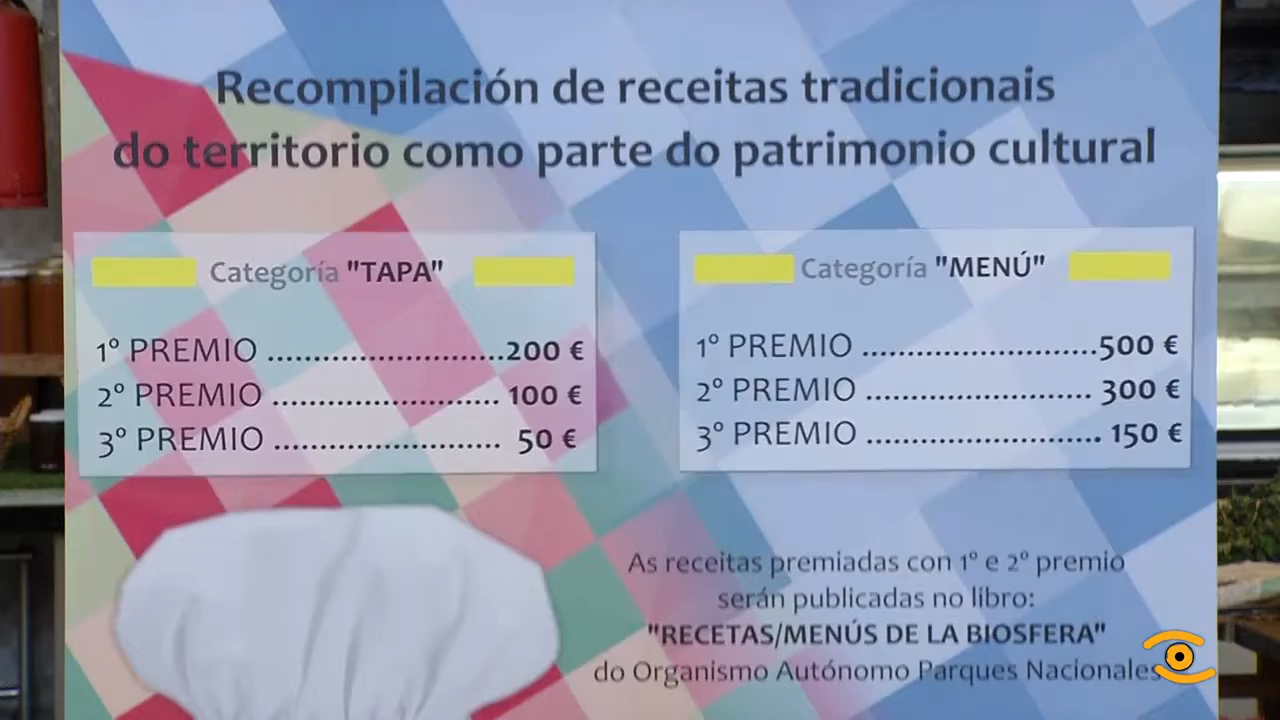 Recompilación de receitas tradicionais
do territorio como parte do patrimonio cultural
Categoría "TAPA"
1º PREMIO ............................200 €
2º PREMIO ........................... 100 €
3º PREMIO ........................... 50 €
Categoría "MENÚ"
1º PREMIO ............................500 €
2º PREMIO ........................... 300 €
3º PREMIO ............................ 150 €
As receitas premiadas con 1º e 2º premio
serán publicadas no libro:
"RECETAS/MENÚS DE LA BIOSFERA"
do Organismo Autónomo Parques Nacionales